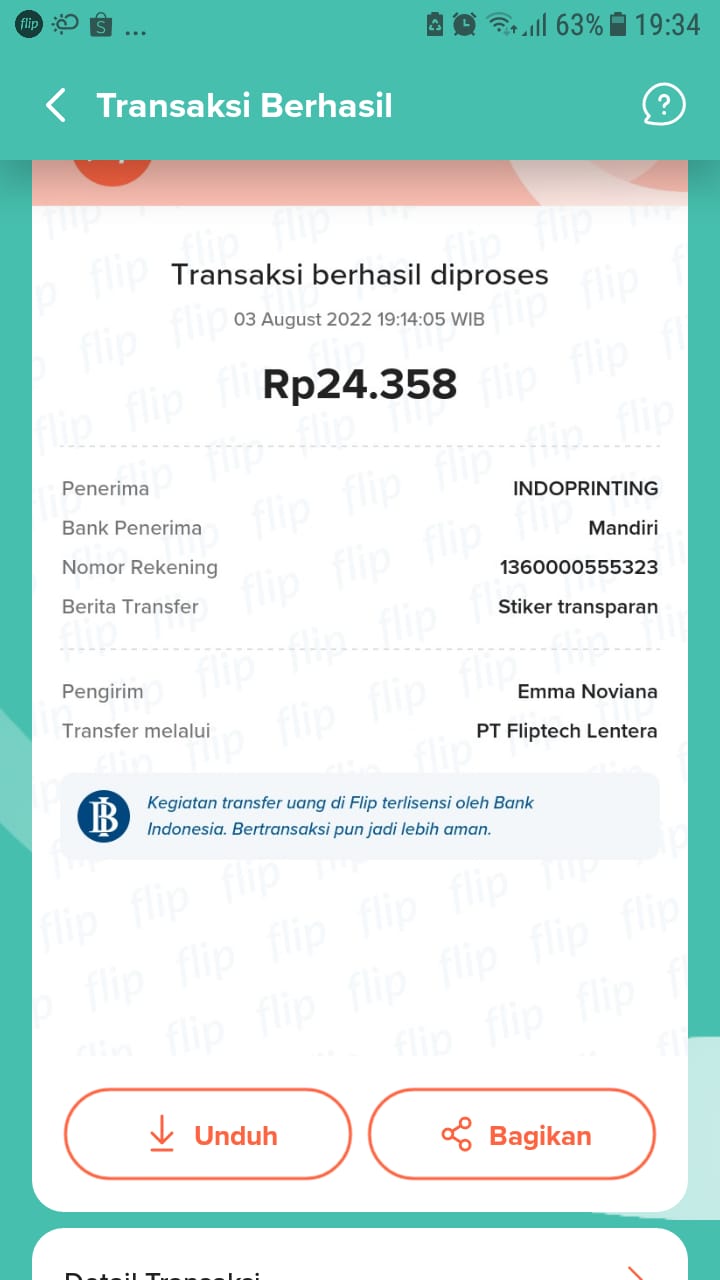 flip S ... 63% 19:34
Transaksi Berhasil ?
Transaksi berhasil diproses
03 August 2022 19:14:05 WIB
Rp24.358
Penerima INDOPRINTING
Bank Penerima Mandiri
Nomor Rekening 1360000555323
Berita Transfer Stiker transparan
Pengirim Emma Noviana
Transfer melalui PT Fliptech Lentera
Kegiatan transfer uang di Flip terlisensi oleh Bank
Indonesia. Bertransaksi pun jadi lebih aman.
Unduh Bagikan
Detail Transaksi